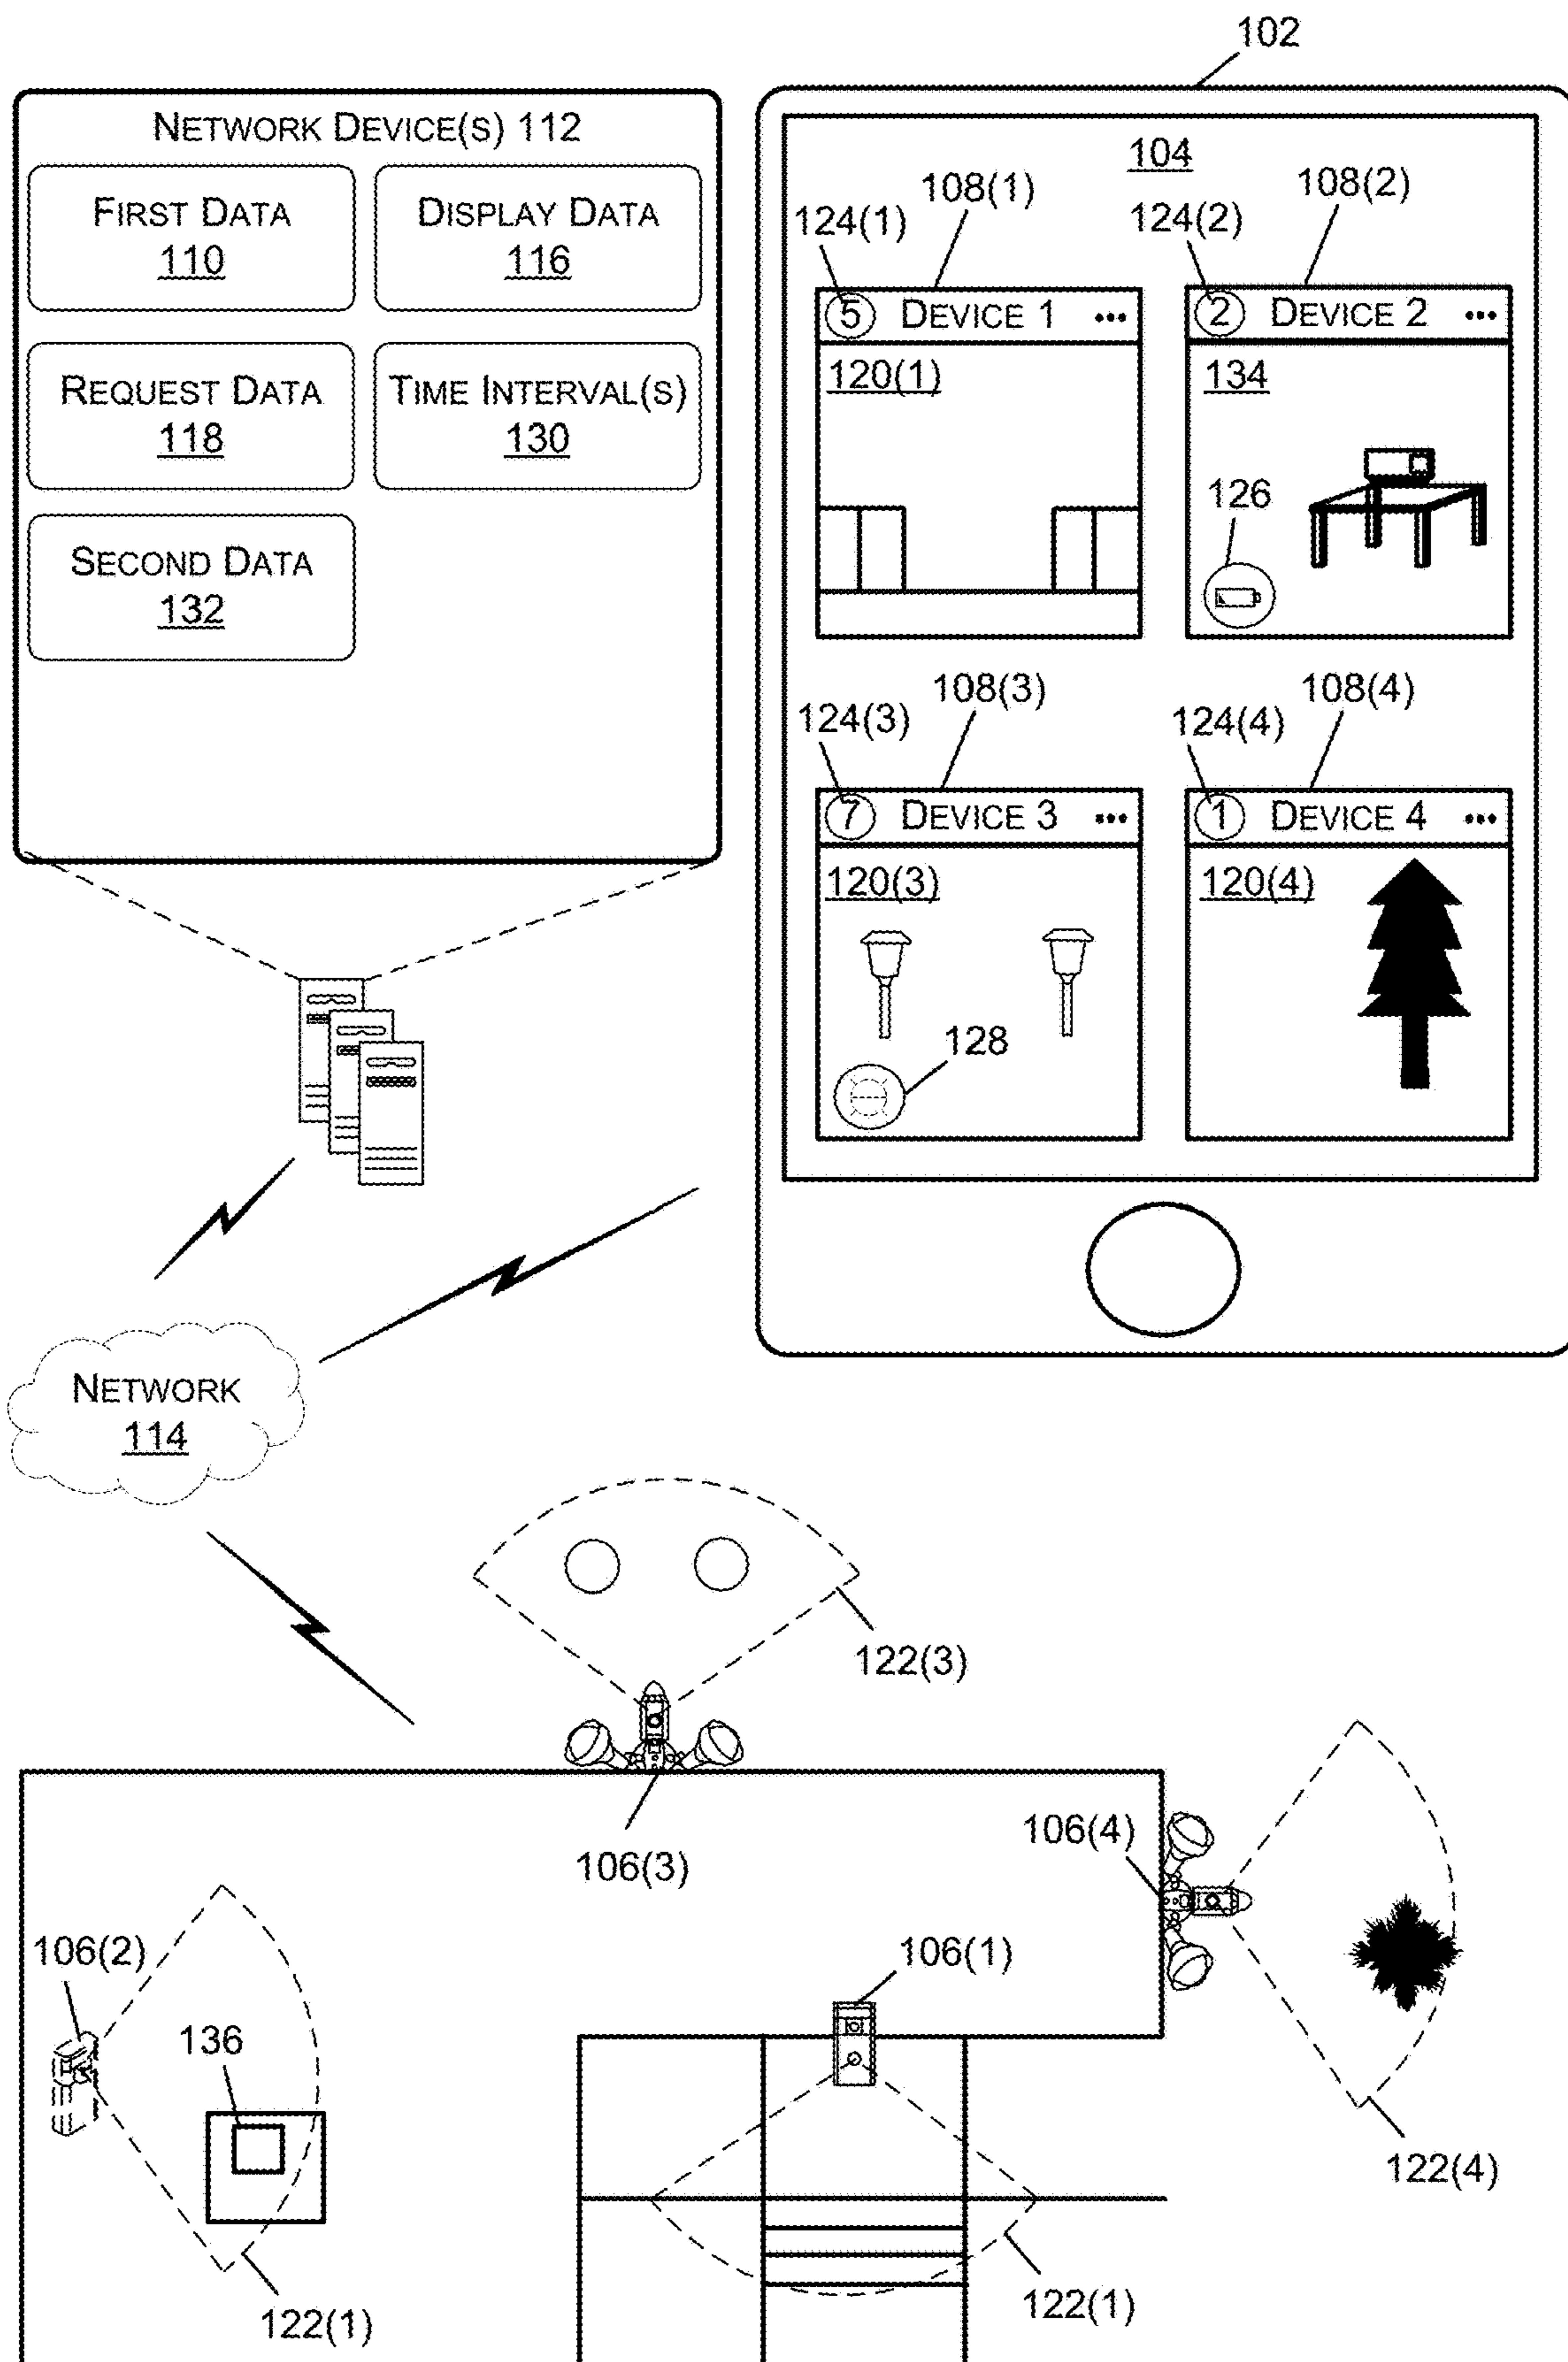 102
NETWORK DEVICE(S) 112
FIRST DATA
110
DISPLAY DATA
116
REQUEST DATA
118
TIME INTERVAL(S)
130
SECOND DATA
132
104
108(1)
108(2)
124(1)
124(2)
5 DEVICE 1 •••
2 DEVICE 2 •••
120(1)
134
126
108(3)
108(4)
124(3)
124(4)
7 DEVICE 3 •••
1 DEVICE 4 •••
120(3)
120(4)
128
NETWORK
114
122(3)
106(3)
106(4)
106(2)
106(1)
136
122(4)
122(1)
122(1)